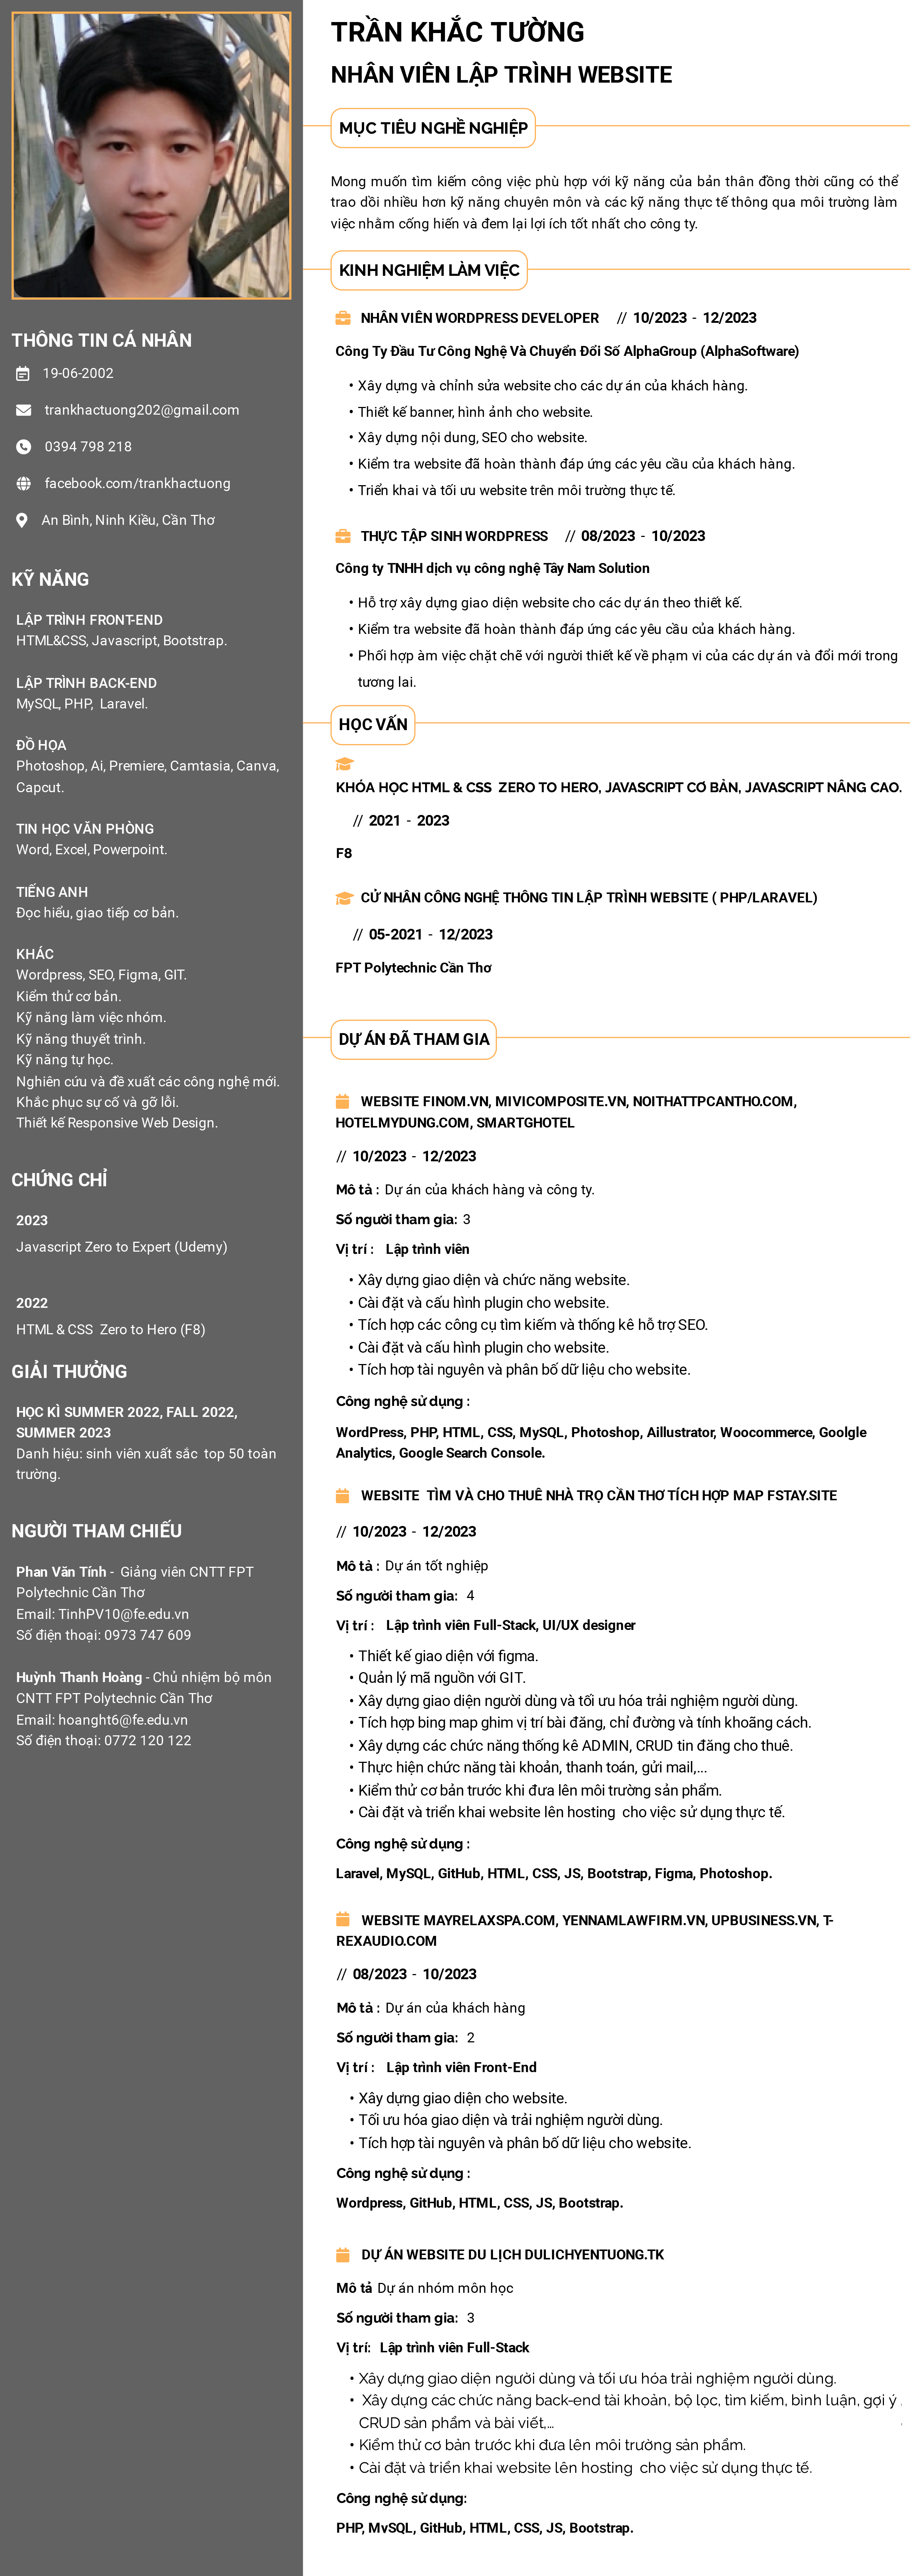 THÔNG TIN CÁ NHÂN
19-06-2002
trankhactuong202@gmail.com
0394 798 218
facebook.com/trankhactuong
An Bình, Ninh Kiều, Cần Thơ
KỸ NĂNG
LẬP TRÌNH FRONT-END
HTML&CSS, Javascript, Bootstrap.
LẬP TRÌNH BACK-END
MySQL, PHP, Laravel.
ĐỒ HỌA
Photoshop, Ai, Premiere, Camtasia, Canva,
Capcut.
TIN HỌC VĂN PHÒNG
Word, Excel, Powerpoint.
TIẾNG ANH
Đọc hiểu, giao tiếp cơ bản.
KHÁC
Wordpress, SEO, Figma, GIT.
Kiểm thử cơ bản.
Kỹ năng làm việc nhóm.
Kỹ năng thuyết trình.
Kỹ năng tự học.
Nghiên cứu và đề xuất các công nghệ mới.
Khắc phục sự cố và gỡ lỗi.
Thiết kế Responsive Web Design.
CHỨNG CHỈ
2023
Javascript Zero to Expert (Udemy)
2022
HTML & CSS Zero to Hero (F8)
GIẢI THƯỞNG
HỌC KÌ SUMMER 2022, FALL 2022,
SUMMER 2023
Danh hiệu: sinh viên xuất sắc top 50 toàn
trường.
NGƯỜI THAM CHIẾU
Phan Văn Tính - Giảng viên CNTT FPT
Polytechnic Cần Thơ
Email: TinhPV10@fe.edu.vn
Số điện thoại: 0973 747 609
Huỳnh Thanh Hoàng - Chủ nhiệm bộ môn
CNTT FPT Polytechnic Cần Thơ
Email: hoanght6@fe.edu.vn
Số điện thoại: 0772 120 122
TRẦN KHẮC TƯỜNG
NHÂN VIÊN LẬP TRÌNH WEBSITE
MỤC TIÊU NGHỀ NGHIỆP
Mong muốn tìm kiếm công việc phù hợp với kỹ năng của bản thân đồng thời cũng có thể
trao dồi nhiều hơn kỹ năng chuyên môn và các kỹ năng thực tế thông qua môi trường làm
việc nhằm cống hiến và đem lại lợi ích tốt nhất cho công ty.
KINH NGHIỆM LÀM VIỆC
NHÂN VIÊN WORDPRESS DEVELOPER // 10/2023 - 12/2023
Công Ty Đầu Tư Công Nghệ Và Chuyển Đổi Số AlphaGroup (AlphaSoftware)
• Xây dựng và chỉnh sửa website cho các dự án của khách hàng.
• Thiết kế banner, hình ảnh cho website.
• Xây dựng nội dung, SEO cho website.
• Kiểm tra website đã hoàn thành đáp ứng các yêu cầu của khách hàng.
• Triển khai và tối ưu website trên môi trường thực tế.
THỰC TẬP SINH WORDPRESS // 08/2023 - 10/2023
Công ty TNHH dịch vụ công nghệ Tây Nam Solution
• Hỗ trợ xây dựng giao diện website cho các dự án theo thiết kế.
• Kiểm tra website đã hoàn thành đáp ứng các yêu cầu của khách hàng.
• Phối hợp àm việc chặt chẽ với người thiết kế về phạm vi của các dự án và đổi mới trong
tương lai.
HỌC VẤN
KHÓA HỌC HTML & CSS ZERO TO HERO, JAVASCRIPT CƠ BẢN, JAVASCRIPT NÂNG CAO.
// 2021 - 2023
F8
CỬ NHÂN CÔNG NGHỆ THÔNG TIN LẬP TRÌNH WEBSITE ( PHP/LARAVEL)
// 05-2021 - 12/2023
FPT Polytechnic Cần Thơ
DỰ ÁN ĐÃ THAM GIA
WEBSITE FINOM.VN, MIVICOMPOSITE.VN, NOITHATTPCANTHO.COM,
HOTELMYDUNG.COM, SMARTGHOTEL
// 10/2023 - 12/2023
Mô tả : Dự án của khách hàng và công ty.
Số người tham gia: 3
Vị trí : Lập trình viên
• Xây dựng giao diện và chức năng website.
• Cài đặt và cấu hình plugin cho website.
• Tích hợp các công cụ tìm kiếm và thống kê hỗ trợ SEO.
• Cài đặt và cấu hình plugin cho website.
• Tích hơp tài nguyên và phân bố dữ liệu cho website.
Công nghệ sử dụng :
WordPress, PHP, HTML, CSS, MySQL, Photoshop, Aillustrator, Woocommerce, Goolgle
Analytics, Google Search Console.
WEBSITE TÌM VÀ CHO THUÊ NHÀ TRỌ CẦN THƠ TÍCH HỢP MAP FSTAY.SITE
// 10/2023 - 12/2023
Mô tả : Dự án tốt nghiệp
Số người tham gia: 4
Vị trí : Lập trình viên Full-Stack, UI/UX designer
• Thiết kế giao diện với figma.
• Quản lý mã nguồn với GIT.
• Xây dựng giao diện người dùng và tối ưu hóa trải nghiệm người dùng.
• Tích hợp bing map ghim vị trí bài đăng, chỉ đường và tính khoãng cách.
• Xây dựng các chức năng thống kê ADMIN, CRUD tin đăng cho thuê.
• Thực hiện chức năng tài khoản, thanh toán, gửi mail,...
• Kiểm thử cơ bản trước khi đưa lên môi trường sản phẩm.
• Cài đặt và triển khai website lên hosting cho việc sử dụng thực tế.
Công nghệ sử dụng :
Laravel, MySQL, GitHub, HTML, CSS, JS, Bootstrap, Figma, Photoshop.
WEBSITE MAYRELAXSPA.COM, YENNAMLAWFIRM.VN, UPBUSINESS.VN, T-
REXAUDIO.COM
// 08/2023 - 10/2023
Mô tả : Dự án của khách hàng
Số người tham gia: 2
Vị trí : Lập trình viên Front-End
• Xây dựng giao diện cho website.
• Tối ưu hóa giao diện và trải nghiệm người dùng.
• Tích hợp tài nguyên và phân bố dữ liệu cho website.
Công nghệ sử dụng :
Wordpress, GitHub, HTML, CSS, JS, Bootstrap.
DỰ ÁN WEBSITE DU LỊCH DULICHYENTUONG.TK
Mô tả Dự án nhóm môn học
Số người tham gia: 3
Vị trí: Lập trình viên Full-Stack
• Xây dựng giao diện người dùng và tối ưu hóa trải nghiệm người dùng.
• Xây dựng các chức năng back-end tài khoản, bộ lọc, tìm kiếm, bình luận, gợi ý
CRUD sản phẩm và bài viết,...
• Kiểm thử cơ bản trước khi đưa lên môi trường sản phẩm.
• Cài đặt và triển khai website lên hosting cho việc sử dụng thực tế.
Công nghệ sử dụng:
PHP, MySQL, GitHub, HTML, CSS, JS, Bootstrap.